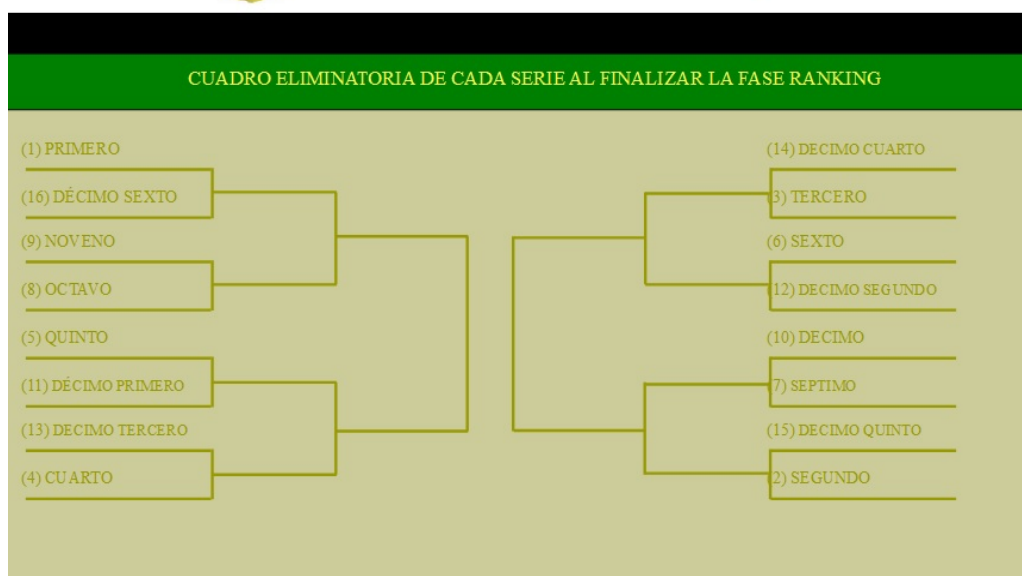 CUADRO ELIMINATORIA DE CADA SERIE AL FINALIZAR LA FASE RANKING
(1) PRIMERO
(16) DÉCIMO SEXTO
(9) NOVENO
(8) OCTAVO
(5) QUINTO
(11) DÉCIMO PRIMERO
(13) DECIMO TERCERO
(4) CUARTO
(14) DECIMO CUARTO
(3) TERCERO
(6) SEXTO
(12) DECIMO SEGUNDO
(10) DECIMO
(7) SEPTIMO
(15) DECIMO QUINTO
(2) SEGUNDO